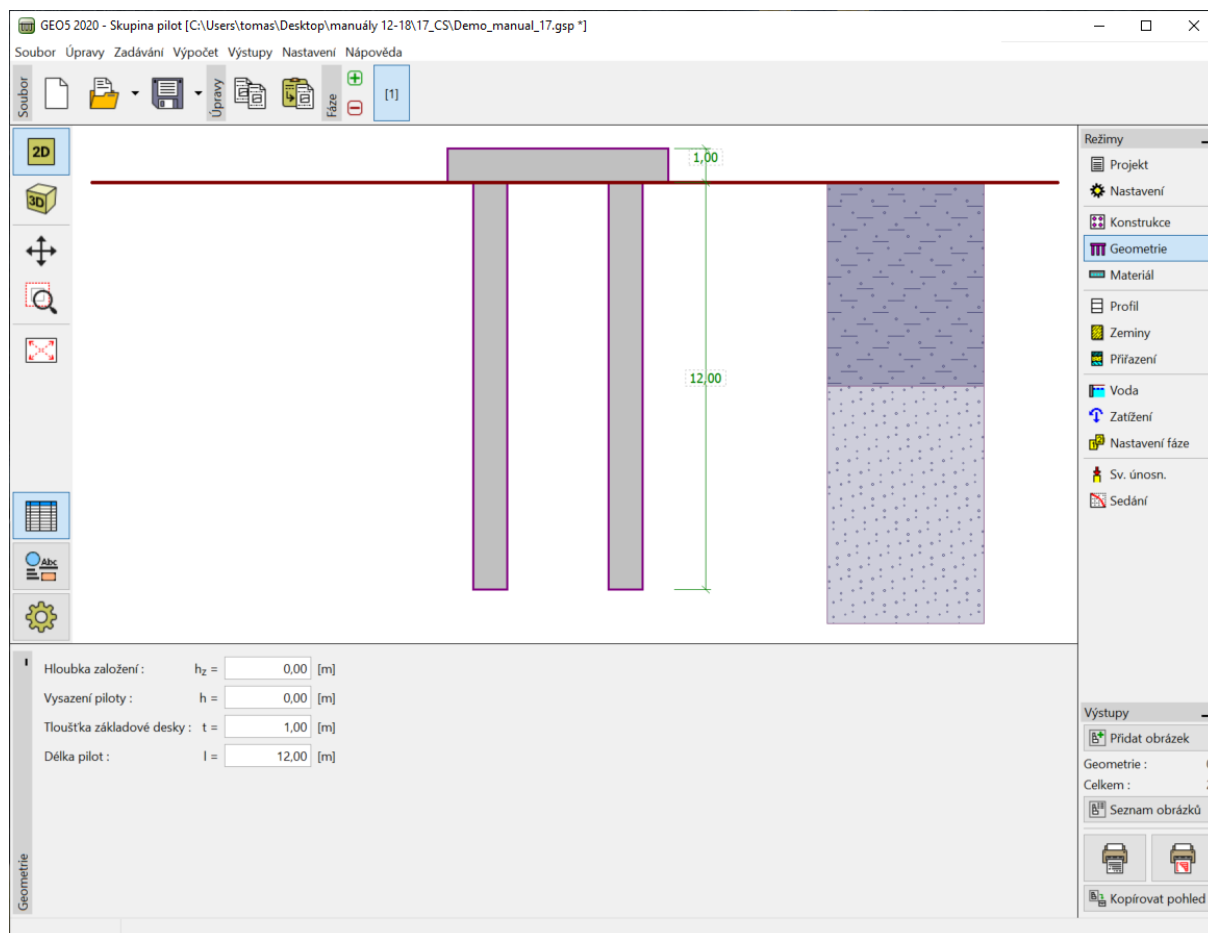 GEO5 2020 - Skupina pilot [C:\Users\tomas\Desktop\manuály 12-18\17_CS\Demo_manual_17.gsp *]
Soubor Úpravy Zadávání Výpočet Výstupy Nastavení Nápověda
Soubor
Úpravy
Fáze
[1]
2D
3D
Abc
1,00
12,00
Režimy
Projekt
Nastavení
Konstrukce
Geometrie
Materiál
Profil
Zeminy
Přiřazení
Voda
Zatížení
Nastavení fáze
Sv. únosn.
Sedání
Geometrie
Hloubka založení : hz = 0,00 [m]
Vysazení piloty : h = 0,00 [m]
Tloušťka základové desky : t = 1,00 [m]
Délka pilot : l = 12,00 [m]
Výstupy
Přidat obrázek
Geometrie :
Celkem :
Seznam obrázků
Kopírovat pohled